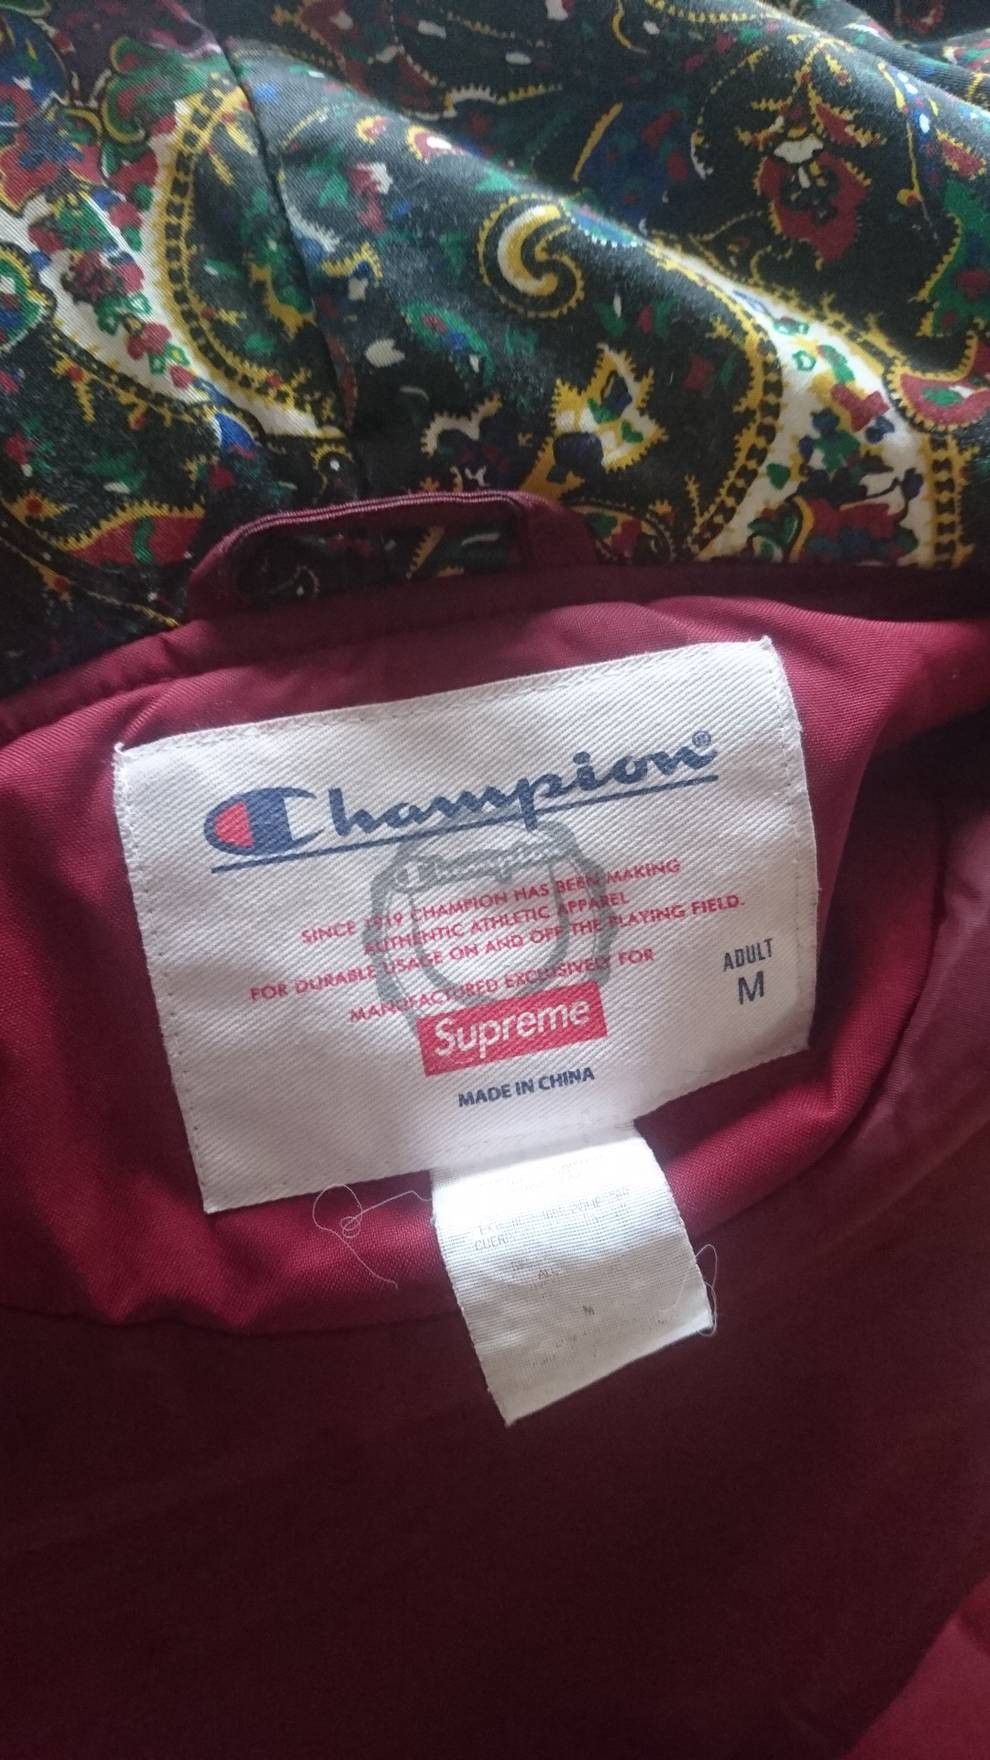 Champion®
Champion
SINCE 1919 CHAMPION HAS BEEN MAKING
AUTHENTIC ATHLETIC APPAREL
FOR DURABLE USAGE ON AND OFF THE PLAYING FIELD.
MANUFACTURED EXCLUSIVELY FOR
ADULT
M
Supreme
MADE IN CHINA
M